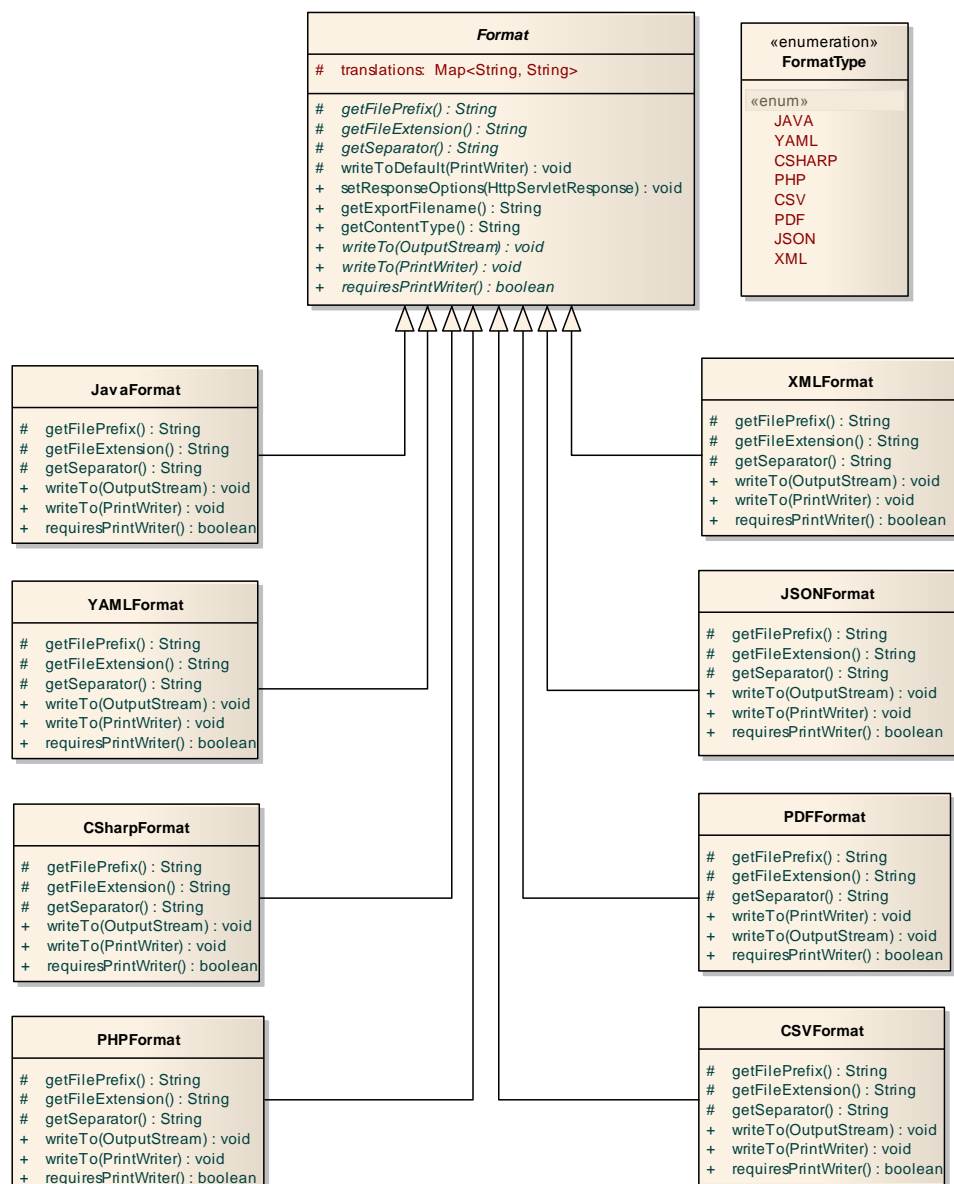 Format
# translations: Map<String, String>
# getFilePrefix() : String
# getFileExtension() : String
# getSeparator() : String
# writeToDefault(PrintWriter) : void
+ setResponseOptions(HttpServletResponse) : void
+ getExportFilename() : String
+ getContentType() : String
+ writeTo(OutputStream) : void
+ writeTo(PrintWriter) : void
+ requiresPrintWriter() : boolean
«enumeration»
FormatType
«enum»
JAVA
YAML
CSHARP
PHP
CSV
PDF
JSON
XML
JavaFormat
# getFilePrefix() : String
# getFileExtension() : String
# getSeparator() : String
+ writeTo(OutputStream) : void
+ writeTo(PrintWriter) : void
+ requiresPrintWriter() : boolean
XMLFormat
# getFilePrefix() : String
# getFileExtension() : String
# getSeparator() : String
+ writeTo(OutputStream) : void
+ writeTo(PrintWriter) : void
+ requiresPrintWriter() : boolean
YAMLFormat
# getFilePrefix() : String
# getFileExtension() : String
# getSeparator() : String
+ writeTo(OutputStream) : void
+ writeTo(PrintWriter) : void
+ requiresPrintWriter() : boolean
JSONFormat
# getFilePrefix() : String
# getFileExtension() : String
# getSeparator() : String
+ writeTo(OutputStream) : void
+ writeTo(PrintWriter) : void
+ requiresPrintWriter() : boolean
CSharpFormat
# getFilePrefix() : String
# getFileExtension() : String
# getSeparator() : String
+ writeTo(OutputStream) : void
+ writeTo(PrintWriter) : void
+ requiresPrintWriter() : boolean
PDFFormat
# getFilePrefix() : String
# getFileExtension() : String
# getSeparator() : String
+ writeTo(PrintWriter) : void
+ writeTo(OutputStream) : void
+ requiresPrintWriter() : boolean
PHPFormat
# getFilePrefix() : String
# getFileExtension() : String
# getSeparator() : String
+ writeTo(OutputStream) : void
+ writeTo(PrintWriter) : void
+ requiresPrintWriter() : boolean
CSVFormat
# getFilePrefix() : String
# getFileExtension() : String
# getSeparator() : String
+ writeTo(OutputStream) : void
+ writeTo(PrintWriter) : void
+ requiresPrintWriter() : boolean